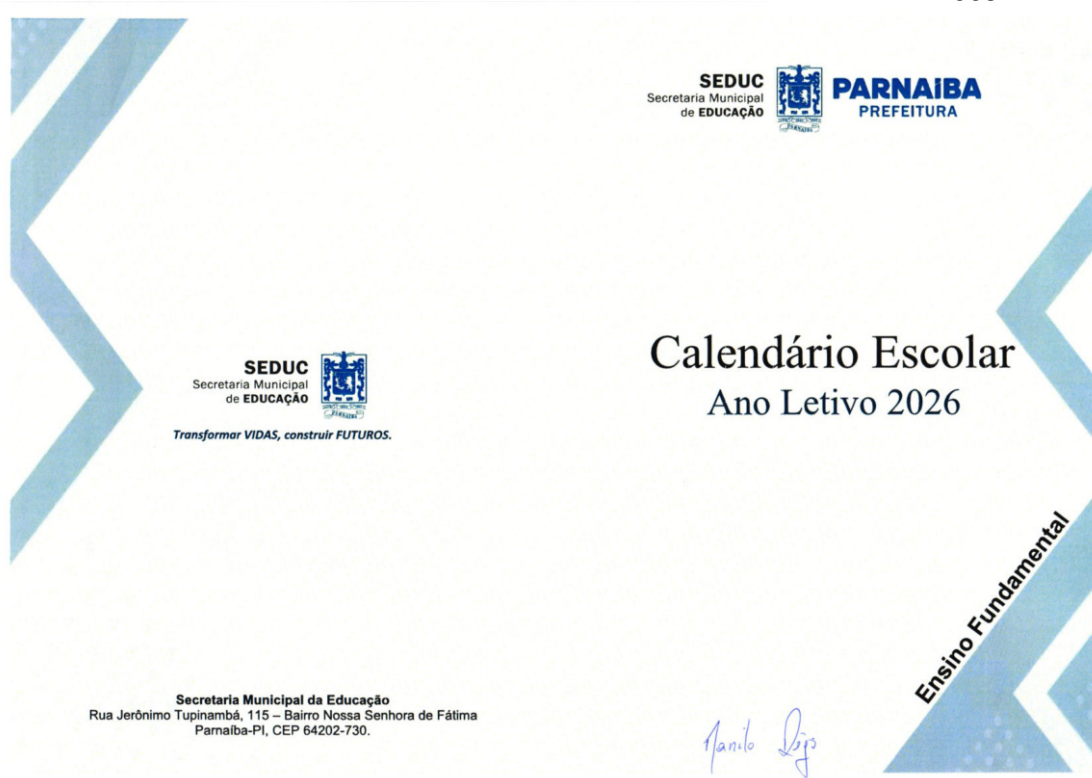 SEDUC
Secretaria Municipal
de EDUCAÇÃO
PARNAÍBA
PREFEITURA
Calendário Escolar
Ano Letivo 2026
Ensino Fundamental
SEDUC
Secretaria Municipal
de EDUCAÇÃO
PARNAIBA
Transformar VIDAS, construir FUTUROS.
Secretaria Municipal da Educação
Rua Jerônimo Tupinambá, 115 – Bairro Nossa Senhora de Fátima
Parnaíba-PI, CEP 64202-730.